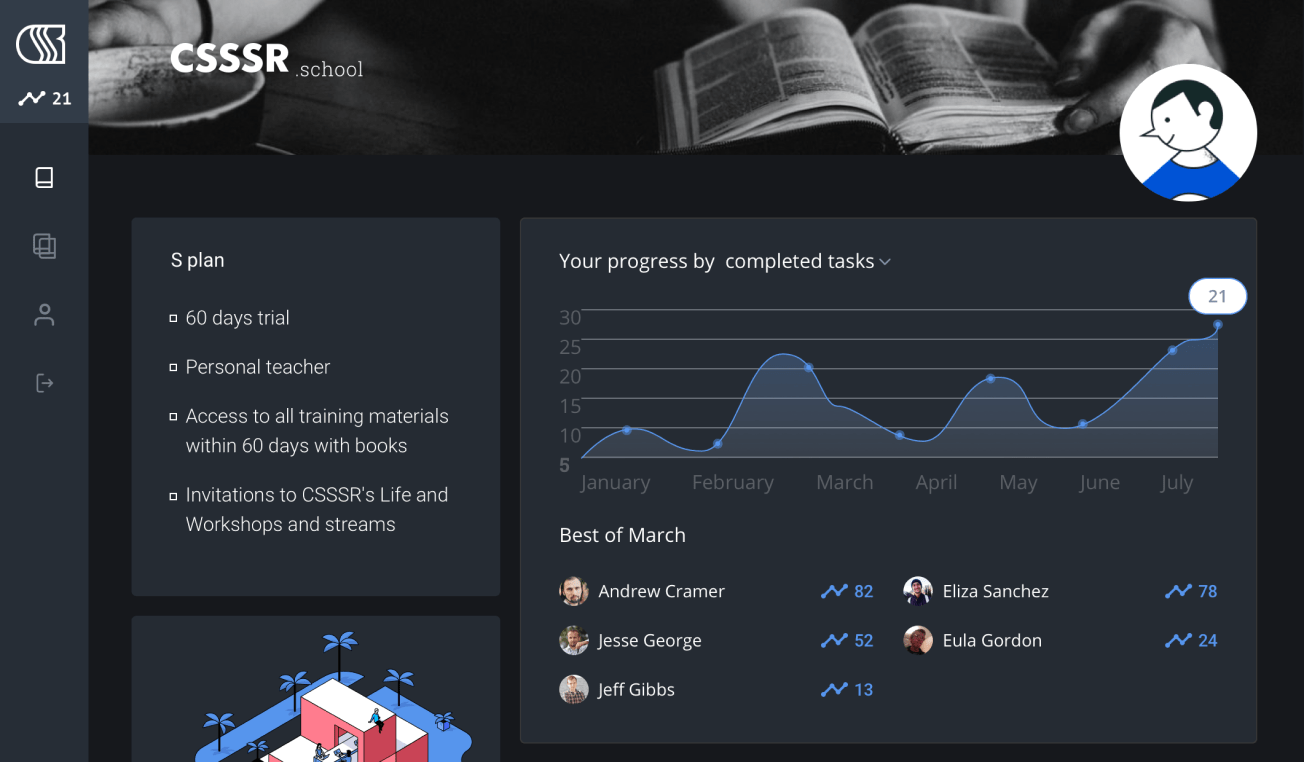 CSSSR .school
21
S plan
60 days trial
Personal teacher
Access to all training materials
within 60 days with books
Invitations to CSSSR's Life and
Workshops and streams
Your progress by completed tasks
21
30
25
20
15
10
5
January February March April May June July
Best of March
Andrew Cramer 82 Eliza Sanchez 78
Jesse George 52 Eula Gordon 24
Jeff Gibbs 13